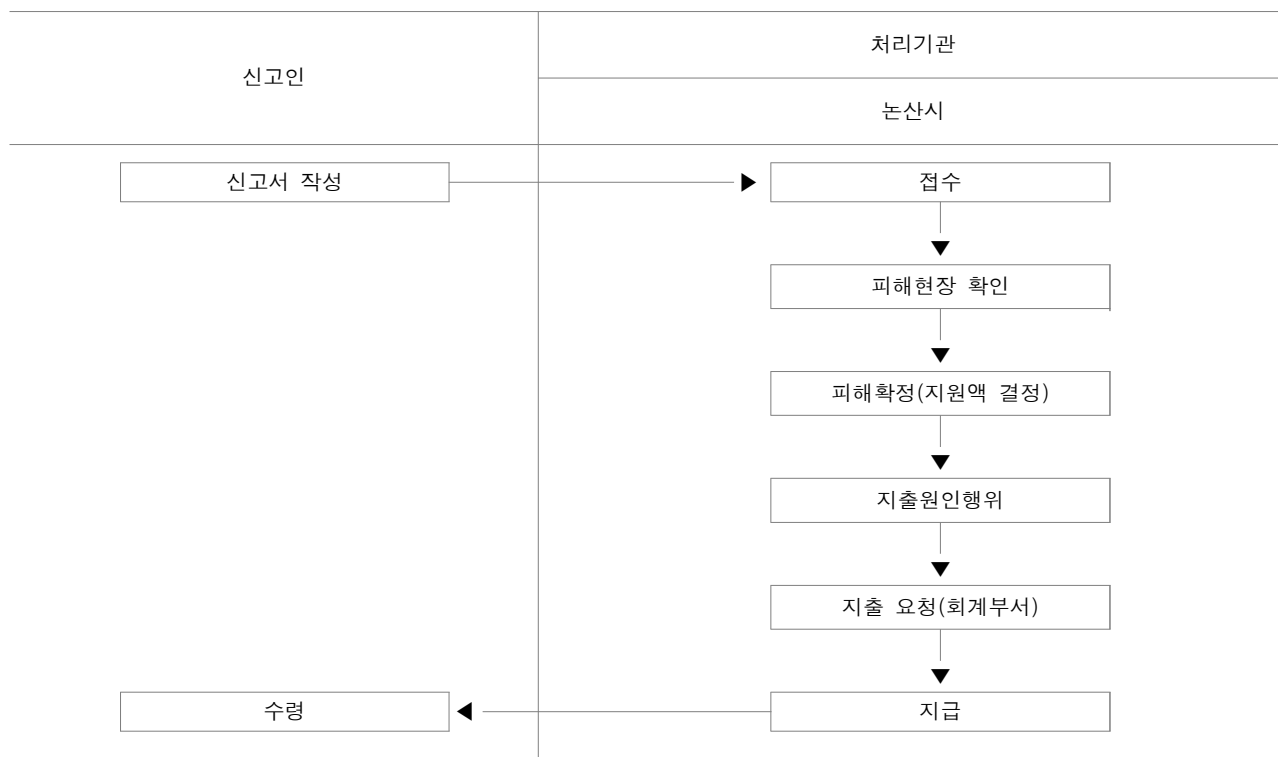 신고인
처리기관
논산시
신고서 작성
접수
피해현장 확인
피해확정(지원액 결정)
지출원인행위
지출 요청(회계부서)
수령
지급